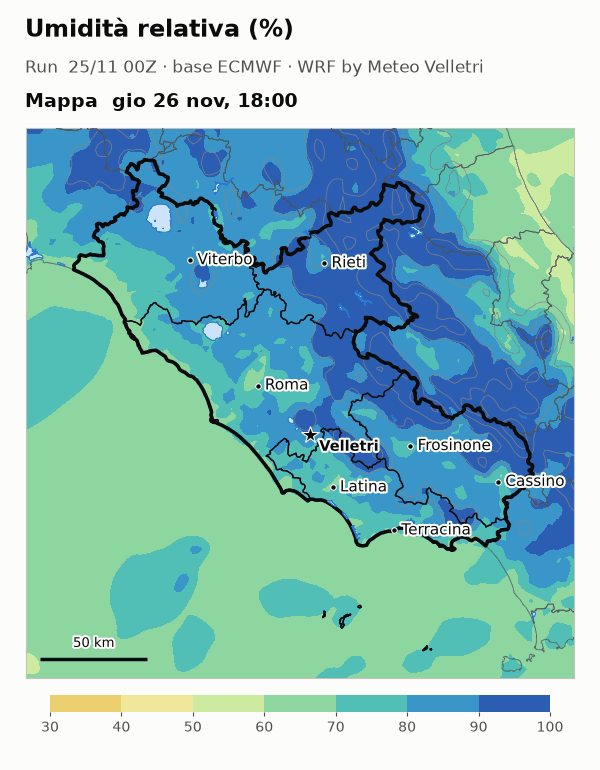 Umidità relativa (%)
Run 25/11 00Z · base ECMWF · WRF by Meteo Velletri
Mappa gio 26 nov, 18:00
Viterbo
Rieti
Roma
Velletri
Frosinone
Latina
Cassino
Terracina
50 km
30 40 50 60 70 80 90 100